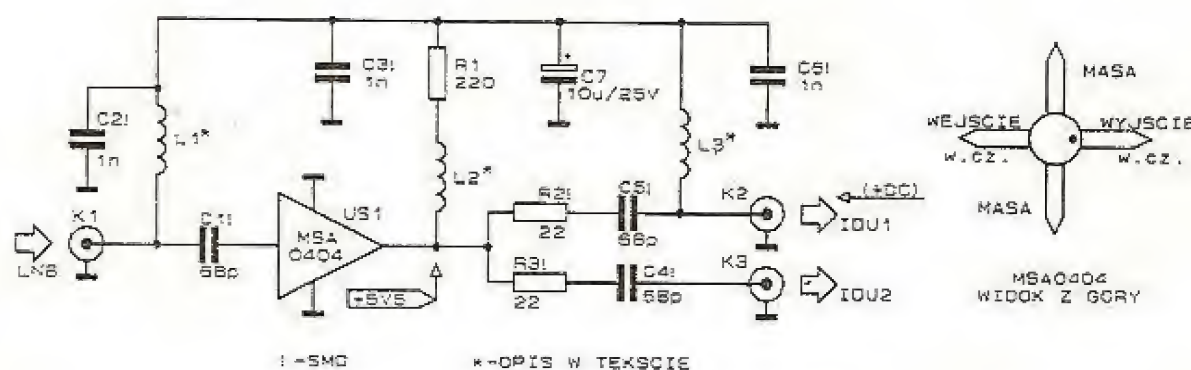 C3!
1n
R1
220
+
C7
10u/25V
C6!
1n
MASA
C2!
1n
L1*
L2*
L3*
WEJSCIE
W.CZ.
WYJSCIE
W.CZ.
MASA
K1
LNB
C1!
68p
US1
MSA
0404
+5V5
R2!
22
C5!
68p
K2
(+DC)
IDU1
R3!
22
C4!
68p
K3
IDU2
MSA0404
WIDOK Z GORY
!-SMD
*-OPIS W TEKSCIE